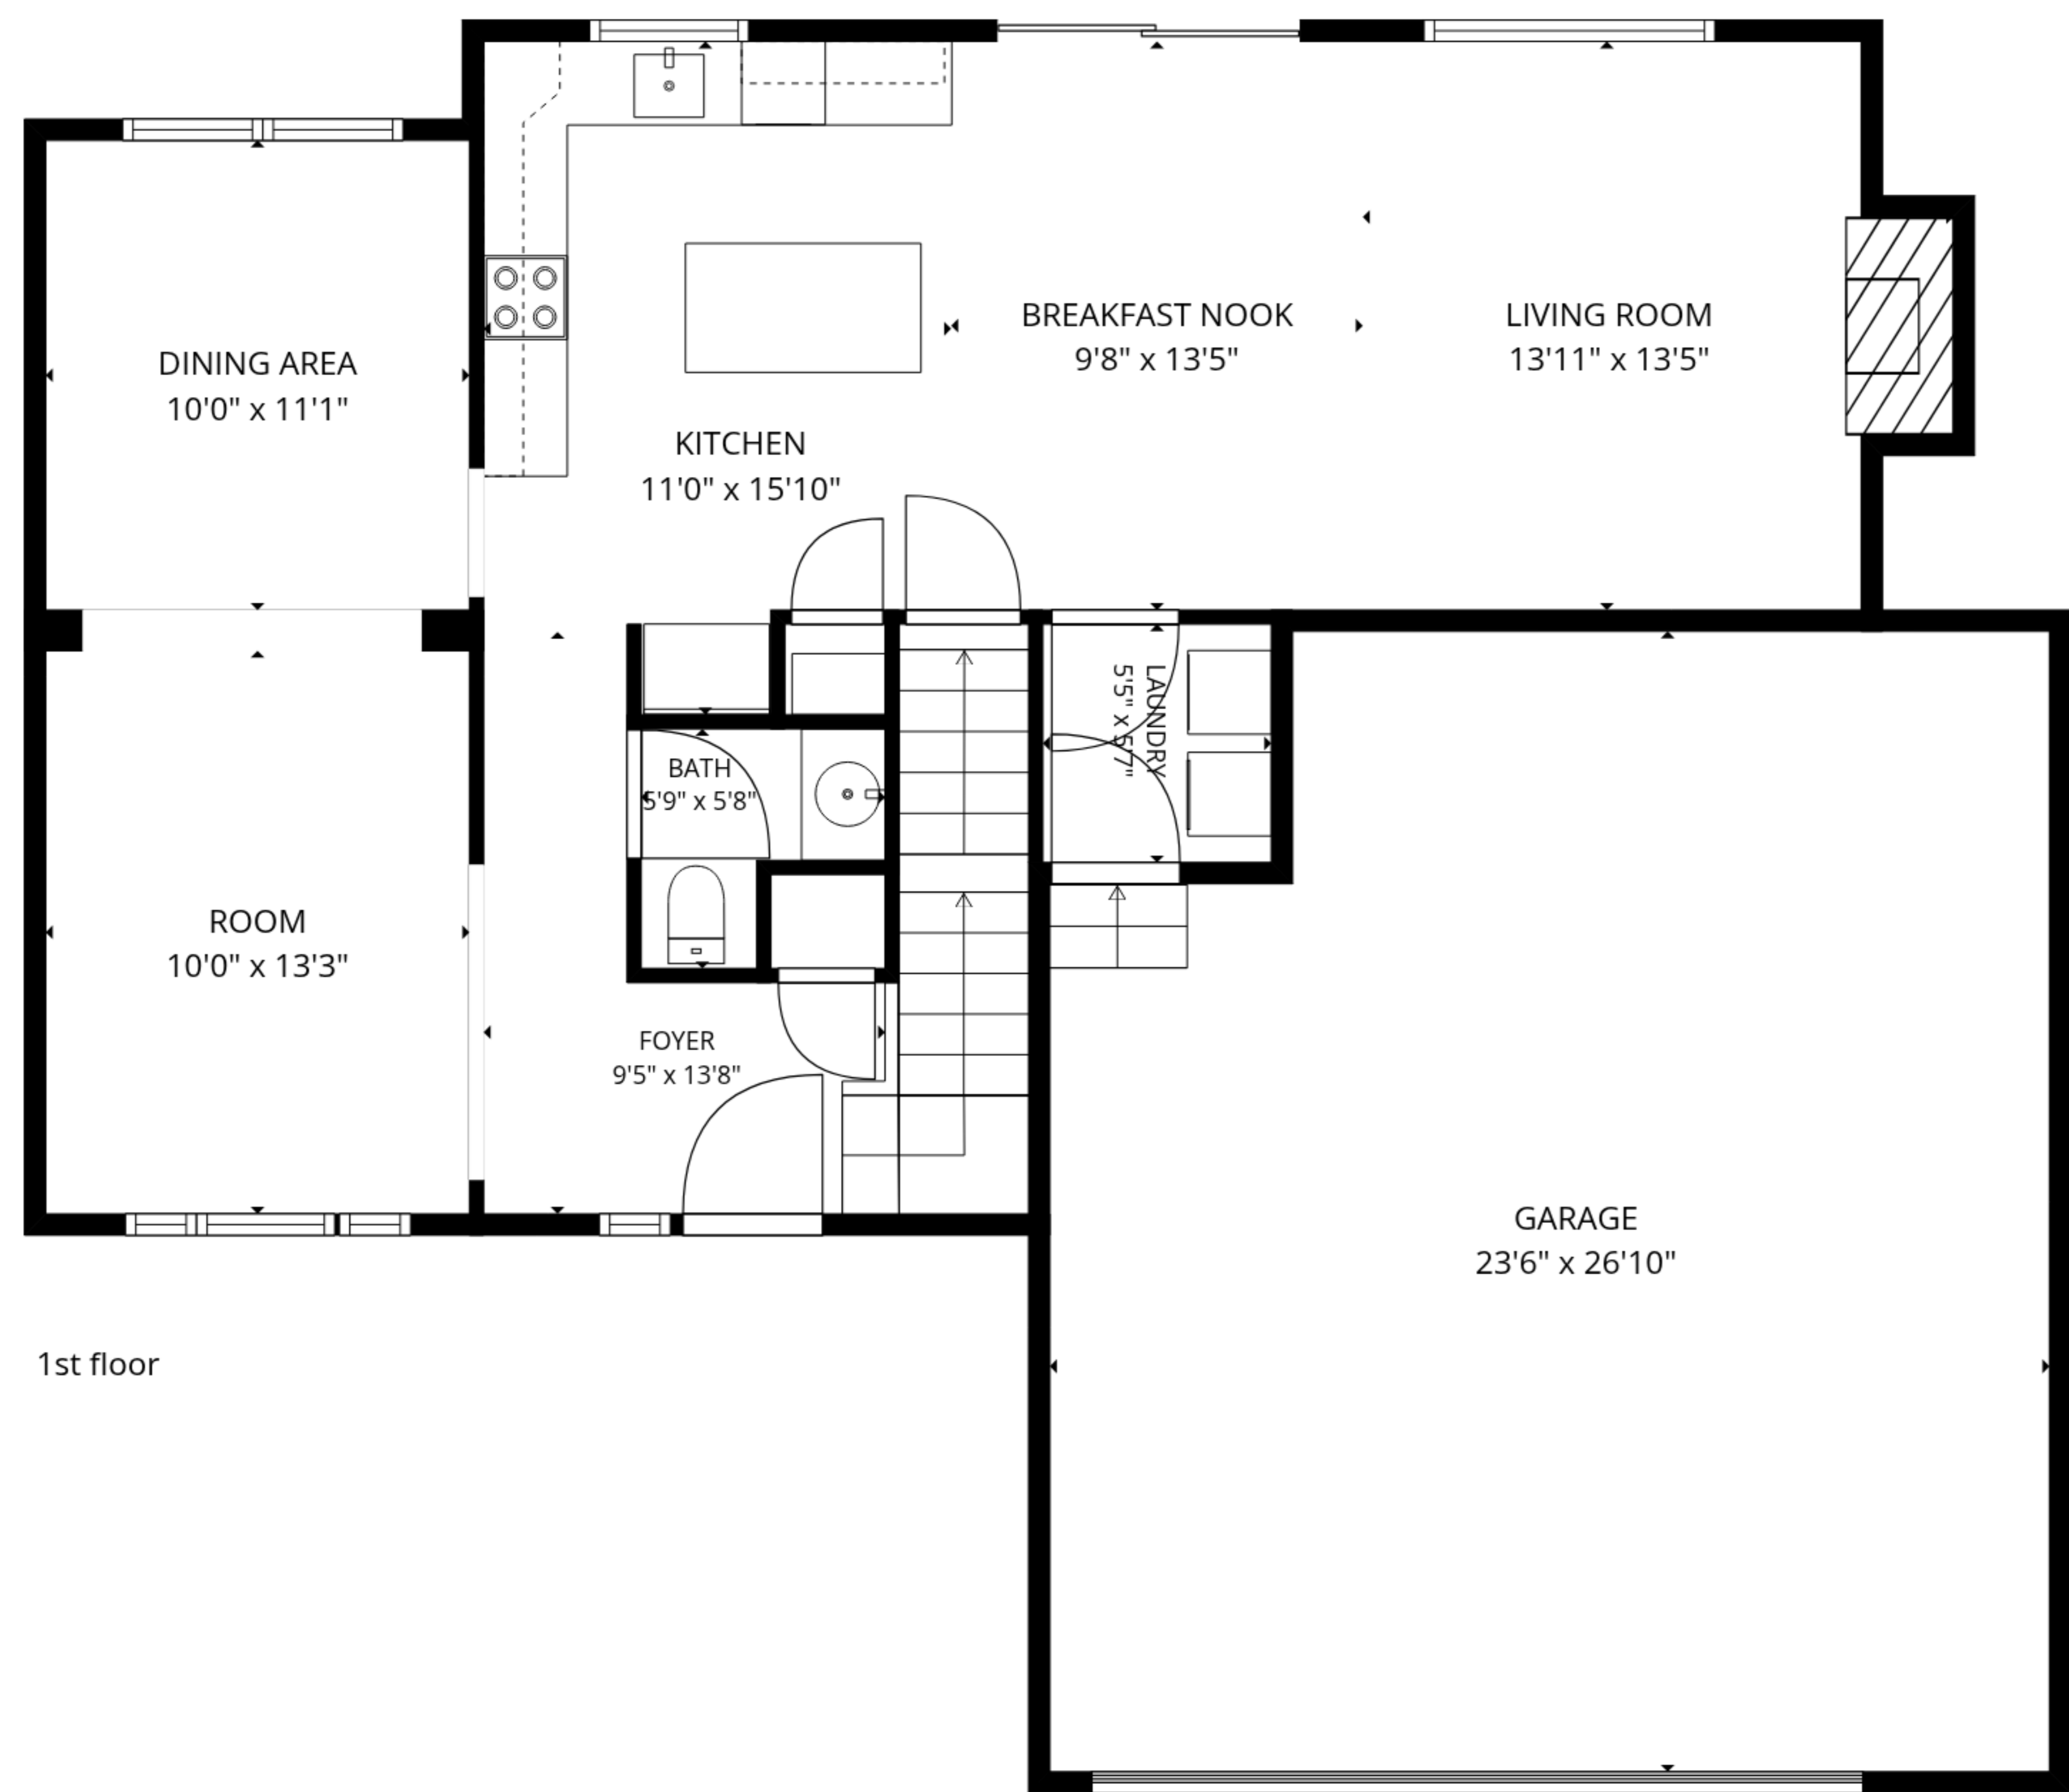 BREAKFAST NOOK
9'8" x 13'5"
LIVING ROOM
13'11" x 13'5"
DINING AREA
10'0" x 11'1"
KITCHEN
11'0" x 15'10"
LAUNDRY
5'5" x 5'7"
BATH
5'9" x 5'8"
ROOM
10'0" x 13'3"
FOYER
9'5" x 13'8"
GARAGE
23'6" x 26'10"
1st floor